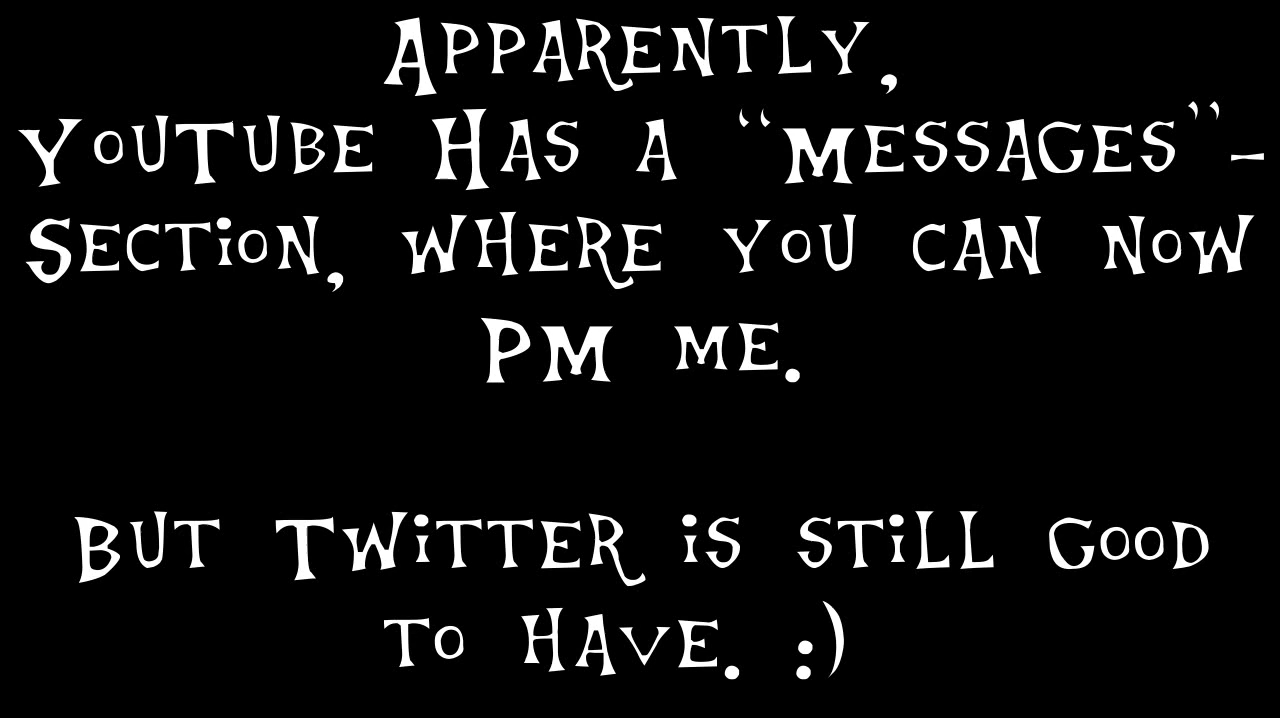 Apparently,
YouTube Has a "Messages"-
Section, where you can now
PM me.
But Twitter is still good
to have. :)